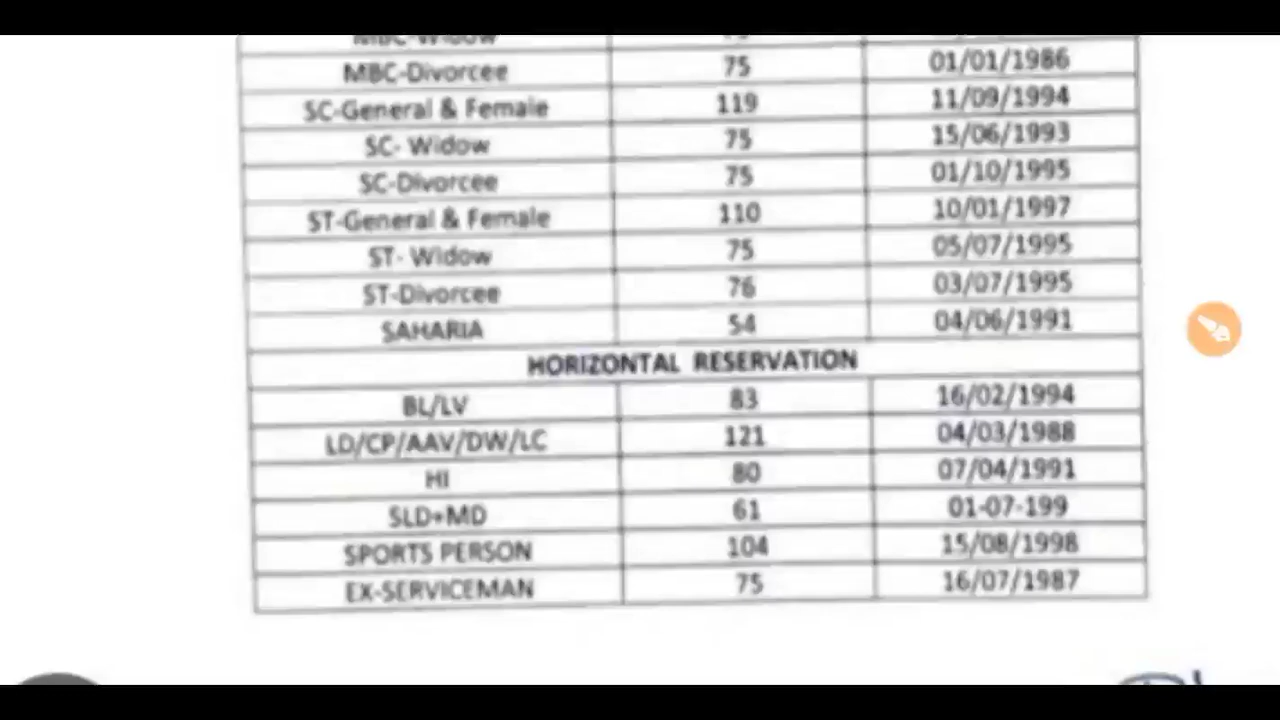 MBC-Widow
MBC-Divorcee 75 01/01/1986
SC-General & Female 119 11/09/1994
SC- Widow 75 15/06/1993
SC-Divorcee 75 01/10/1995
ST-General & Female 110 10/01/1997
ST- Widow 75 05/07/1995
ST-Divorcee 76 03/07/1995
SAHARIA 54 04/06/1991
HORIZONTAL RESERVATION
BL/LV 83 16/02/1994
LD/CP/AAV/DW/LC 121 04/03/1988
HI 80 07/04/1991
SLD+MD 61 01-07-199
SPORTS PERSON 104 15/08/1998
EX-SERVICEMAN 75 16/07/1987